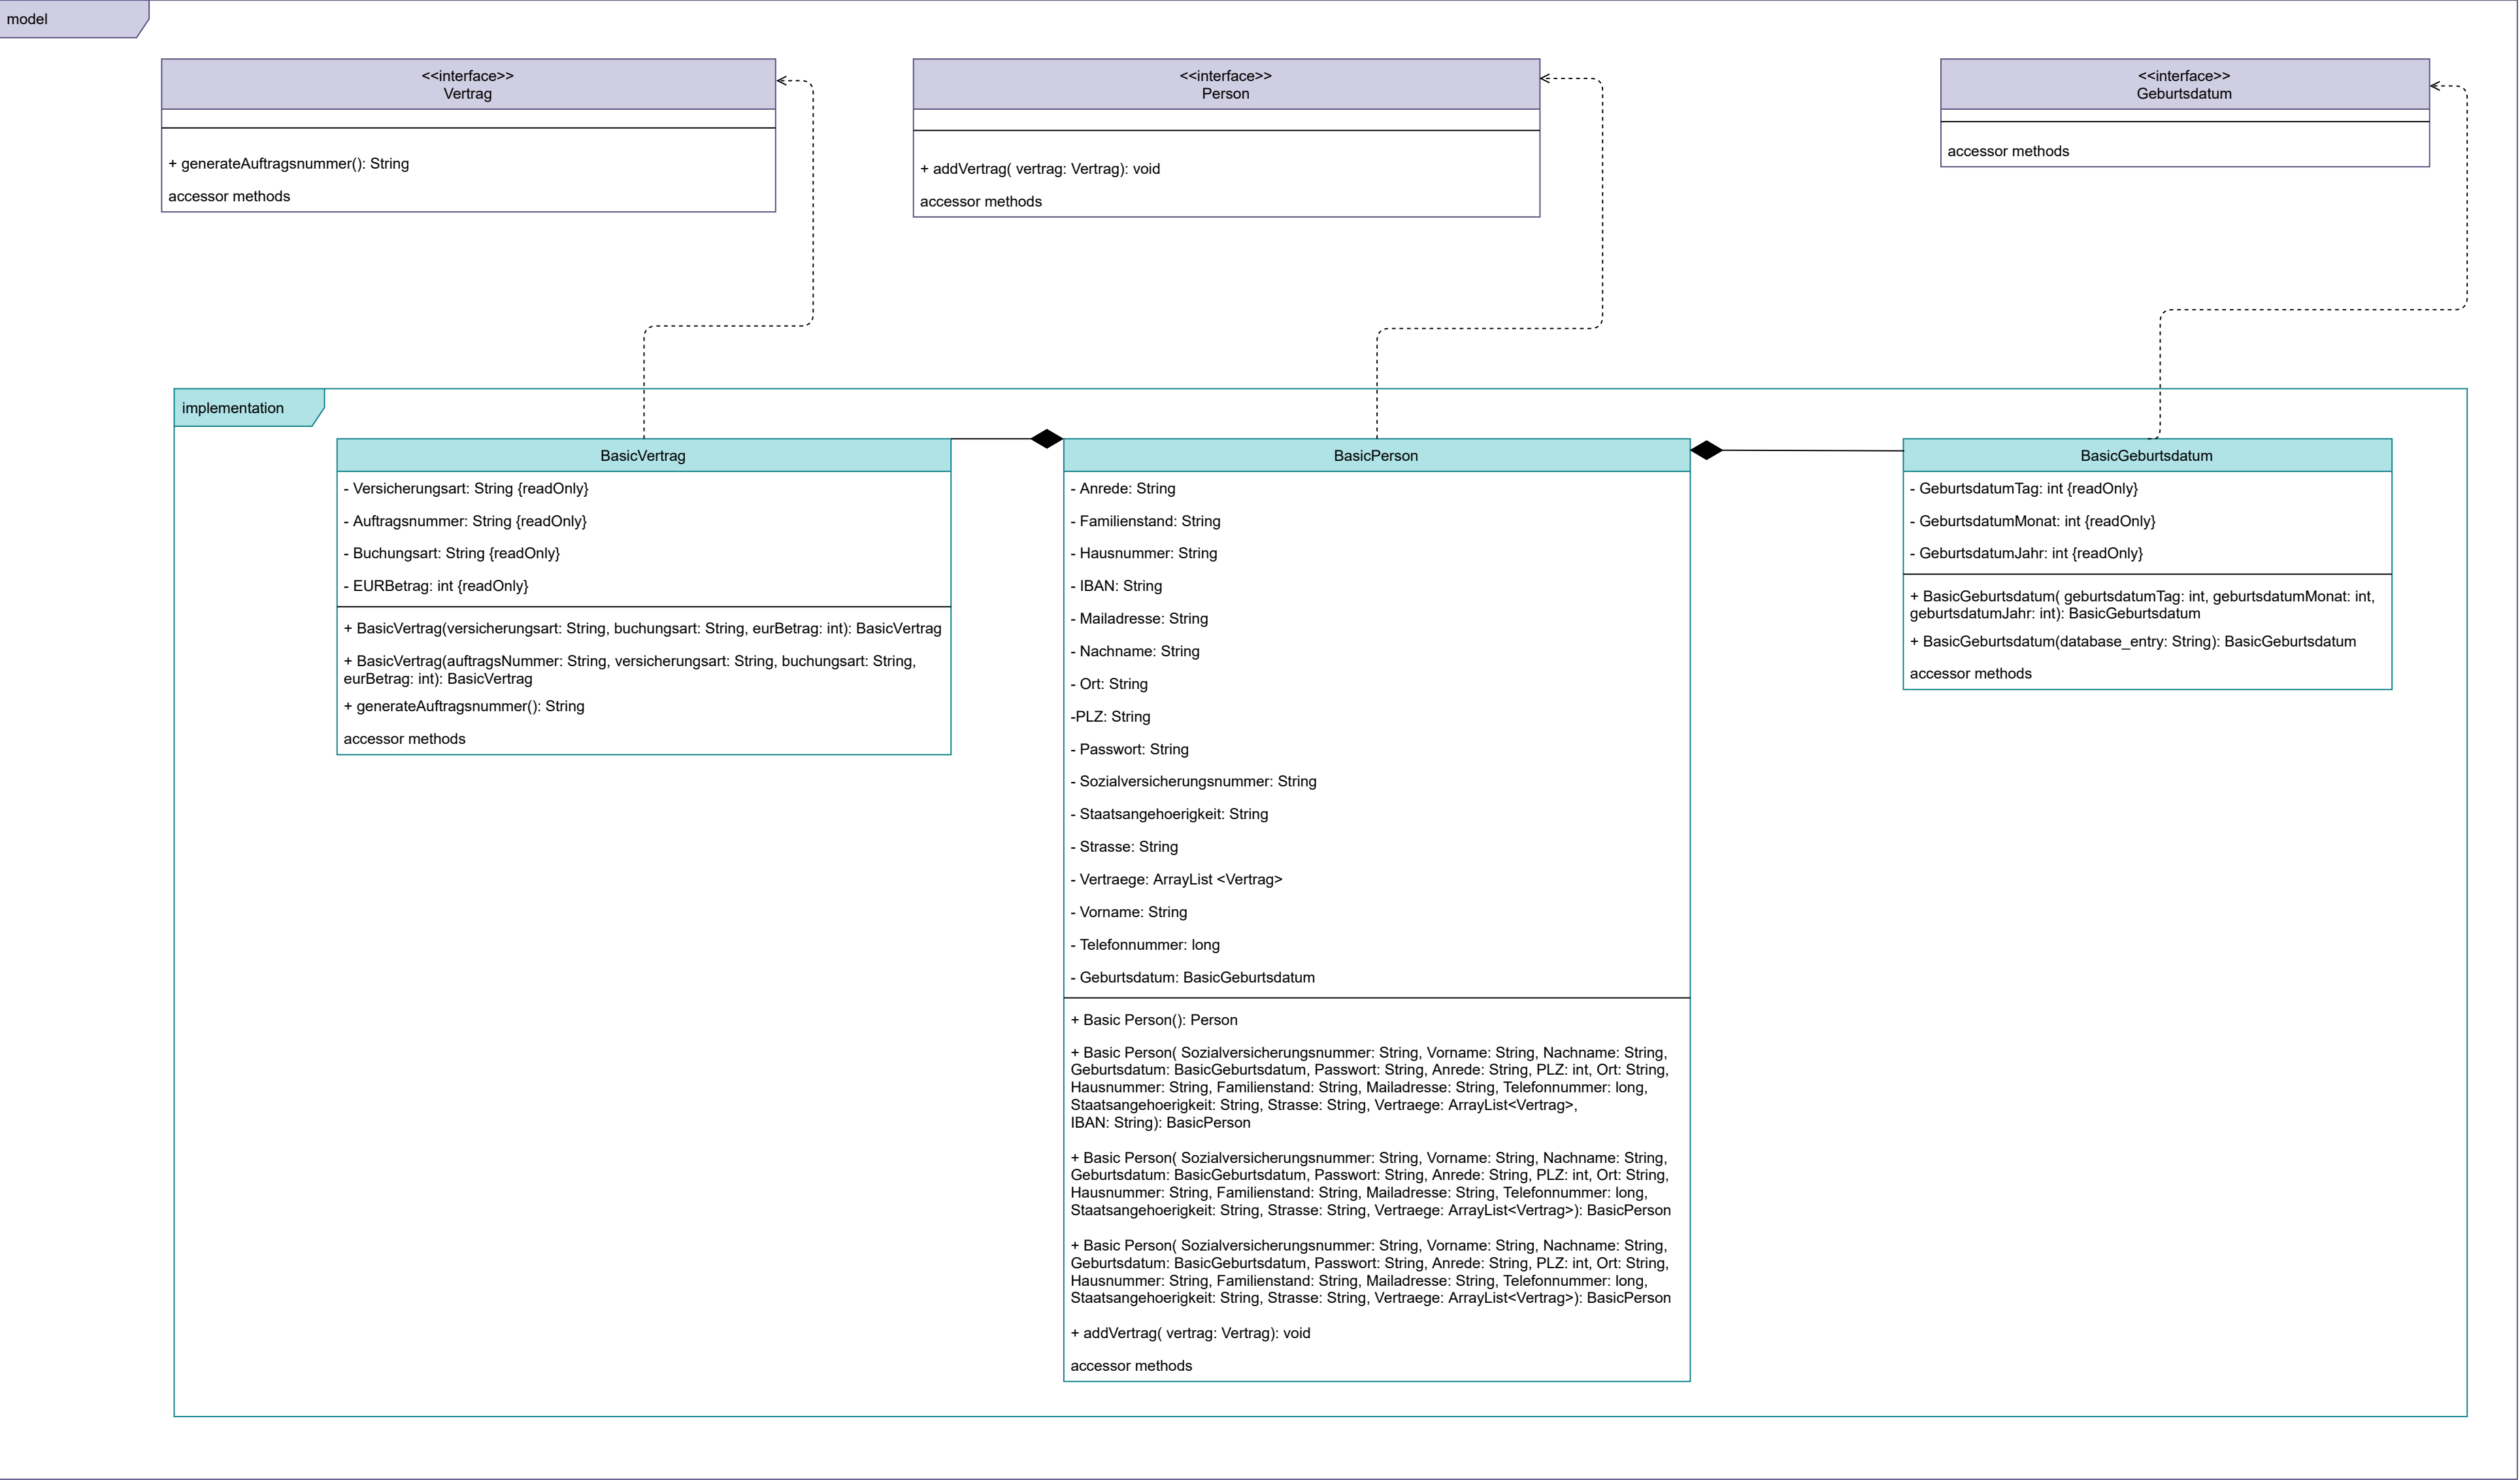 model
<<interface>>
Vertrag
+ generateAuftragsnummer(): String
accessor methods
<<interface>>
Person
+ addVertrag( vertrag: Vertrag): void
accessor methods
<<interface>>
Geburtsdatum
accessor methods
implementation
BasicVertrag
- Versicherungsart: String {readOnly}
- Auftragsnummer: String {readOnly}
- Buchungsart: String {readOnly}
- EURBetrag: int {readOnly}
+ BasicVertrag(versicherungsart: String, buchungsart: String, eurBetrag: int): BasicVertrag
+ BasicVertrag(auftragsNummer: String, versicherungsart: String, buchungsart: String,
eurBetrag: int): BasicVertrag
+ generateAuftragsnummer(): String
accessor methods
BasicPerson
- Anrede: String
- Familienstand: String
- Hausnummer: String
- IBAN: String
- Mailadresse: String
- Nachname: String
- Ort: String
-PLZ: String
- Passwort: String
- Sozialversicherungsnummer: String
- Staatsangehoerigkeit: String
- Strasse: String
- Vertraege: ArrayList <Vertrag>
- Vorname: String
- Telefonnummer: long
- Geburtsdatum: BasicGeburtsdatum
+ Basic Person(): Person
+ Basic Person( Sozialversicherungsnummer: String, Vorname: String, Nachname: String,
Geburtsdatum: BasicGeburtsdatum, Passwort: String, Anrede: String, PLZ: int, Ort: String,
Hausnummer: String, Familienstand: String, Mailadresse: String, Telefonnummer: long,
Staatsangehoerigkeit: String, Strasse: String, Vertraege: ArrayList<Vertrag>,
IBAN: String): BasicPerson
+ Basic Person( Sozialversicherungsnummer: String, Vorname: String, Nachname: String,
Geburtsdatum: BasicGeburtsdatum, Passwort: String, Anrede: String, PLZ: int, Ort: String,
Hausnummer: String, Familienstand: String, Mailadresse: String, Telefonnummer: long,
Staatsangehoerigkeit: String, Strasse: String, Vertraege: ArrayList<Vertrag>): BasicPerson
+ Basic Person( Sozialversicherungsnummer: String, Vorname: String, Nachname: String,
Geburtsdatum: BasicGeburtsdatum, Passwort: String, Anrede: String, PLZ: int, Ort: String,
Hausnummer: String, Familienstand: String, Mailadresse: String, Telefonnummer: long,
Staatsangehoerigkeit: String, Strasse: String, Vertraege: ArrayList<Vertrag>): BasicPerson
+ addVertrag( vertrag: Vertrag): void
accessor methods
BasicGeburtsdatum
- GeburtsdatumTag: int {readOnly}
- GeburtsdatumMonat: int {readOnly}
- GeburtsdatumJahr: int {readOnly}
+ BasicGeburtsdatum( geburtsdatumTag: int, geburtsdatumMonat: int,
geburtsdatumJahr: int): BasicGeburtsdatum
+ BasicGeburtsdatum(database_entry: String): BasicGeburtsdatum
accessor methods